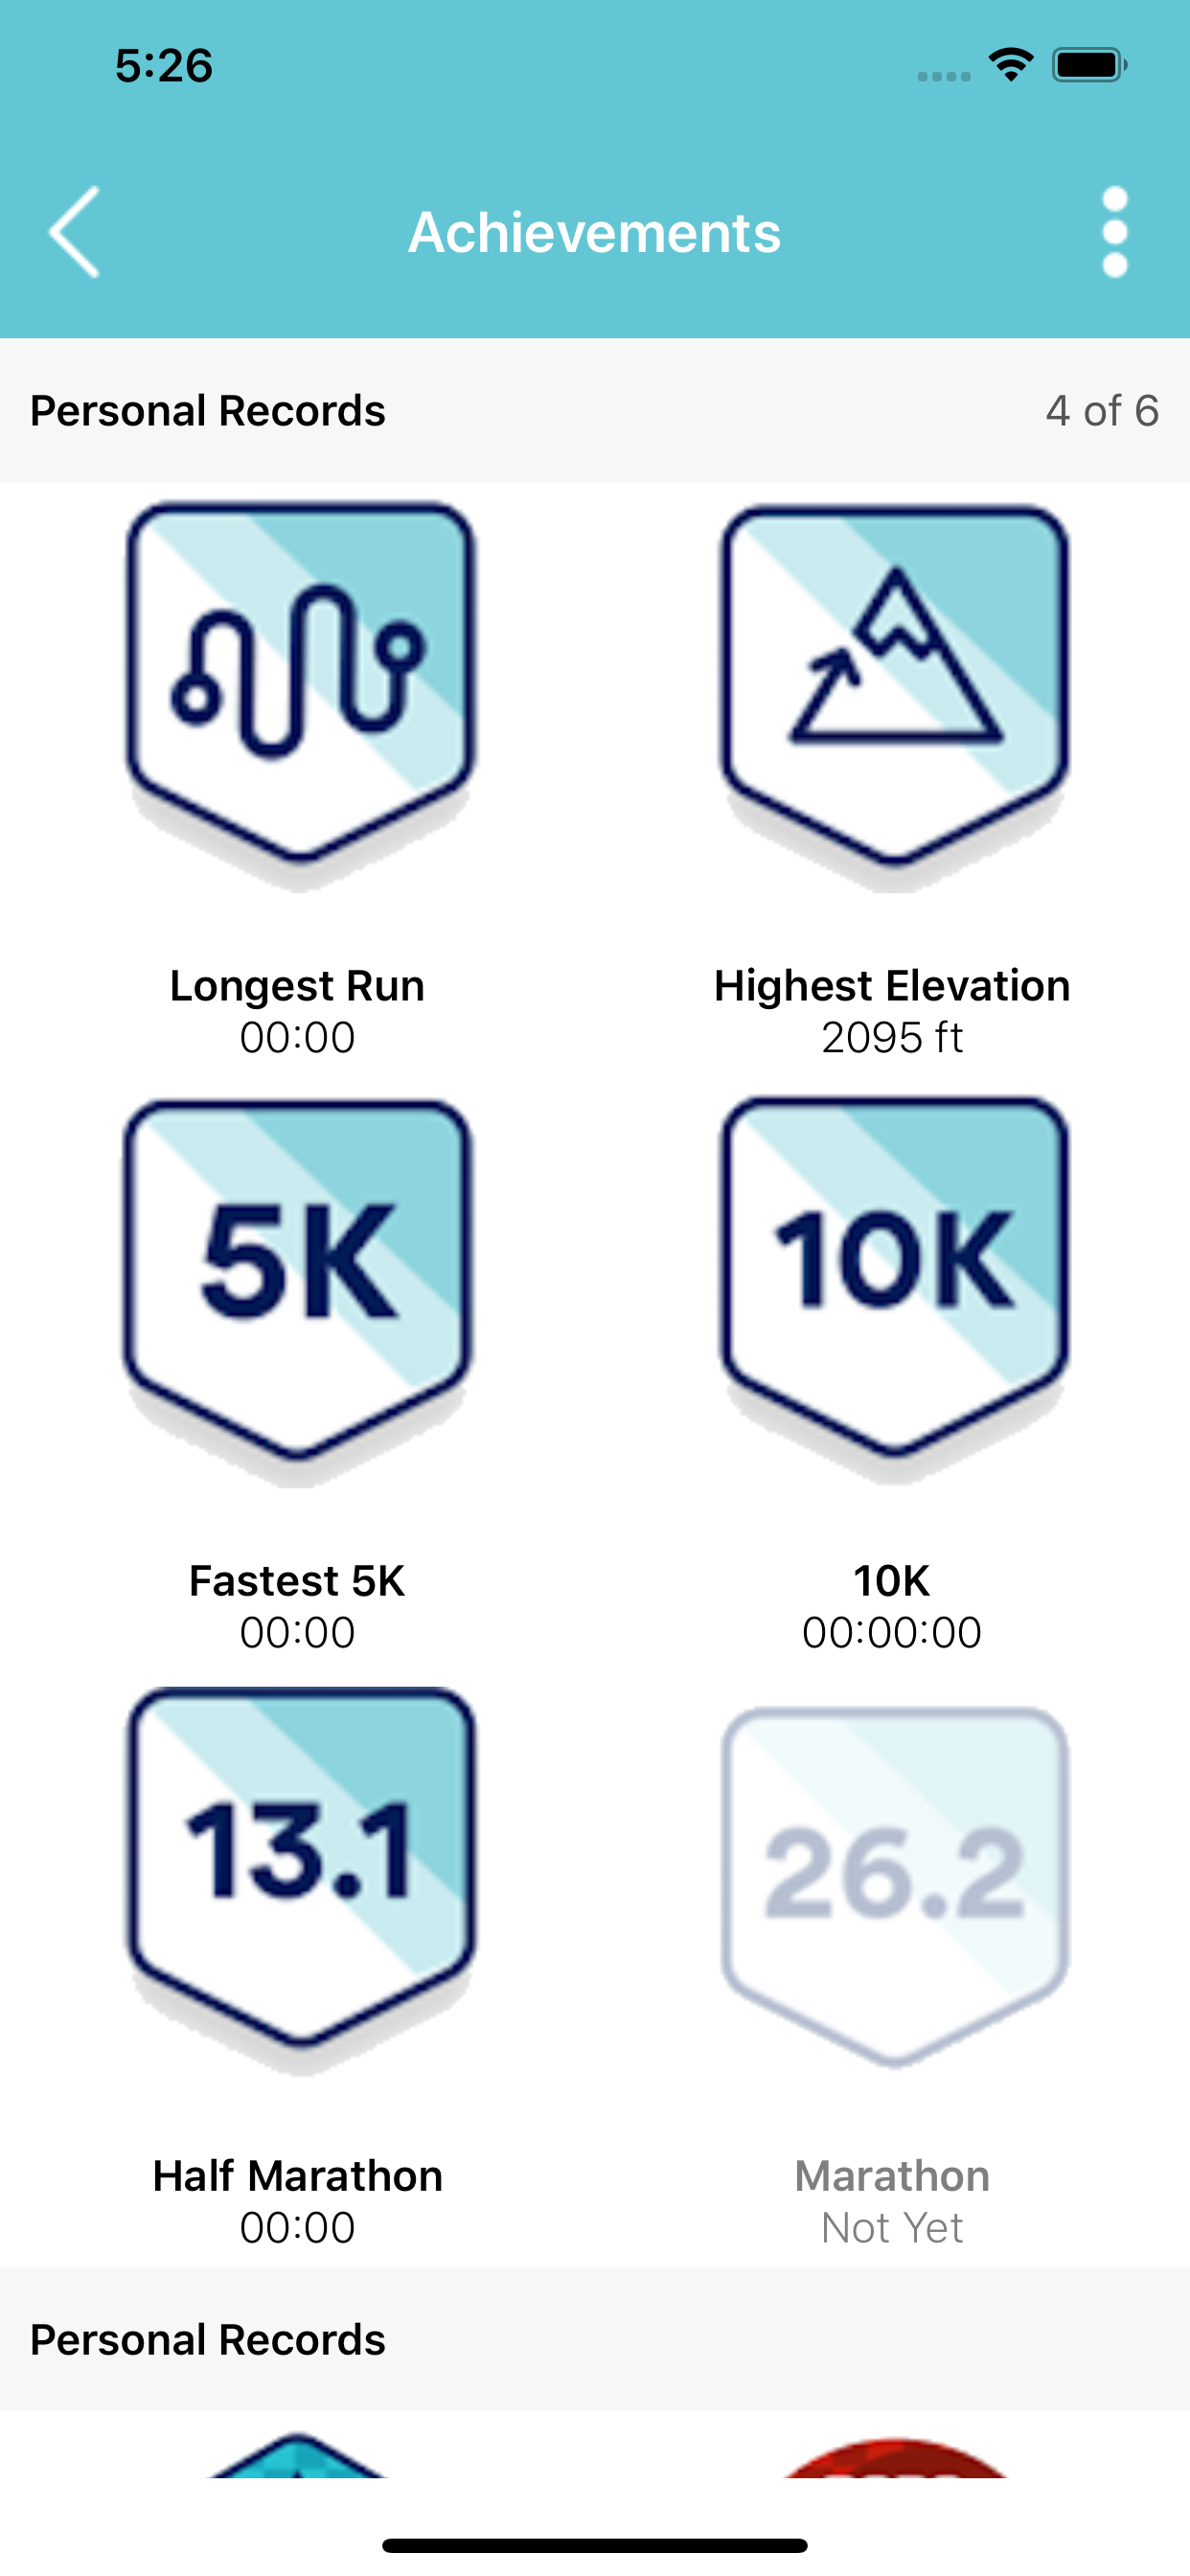 5:26
Achievements
Personal Records
4 of 6
Longest Run
00:00
Highest Elevation
2095 ft
5K
10K
Fastest 5K
00:00
10K
00:00:00
13.1
26.2
Half Marathon
00:00
Marathon
Not Yet
Personal Records